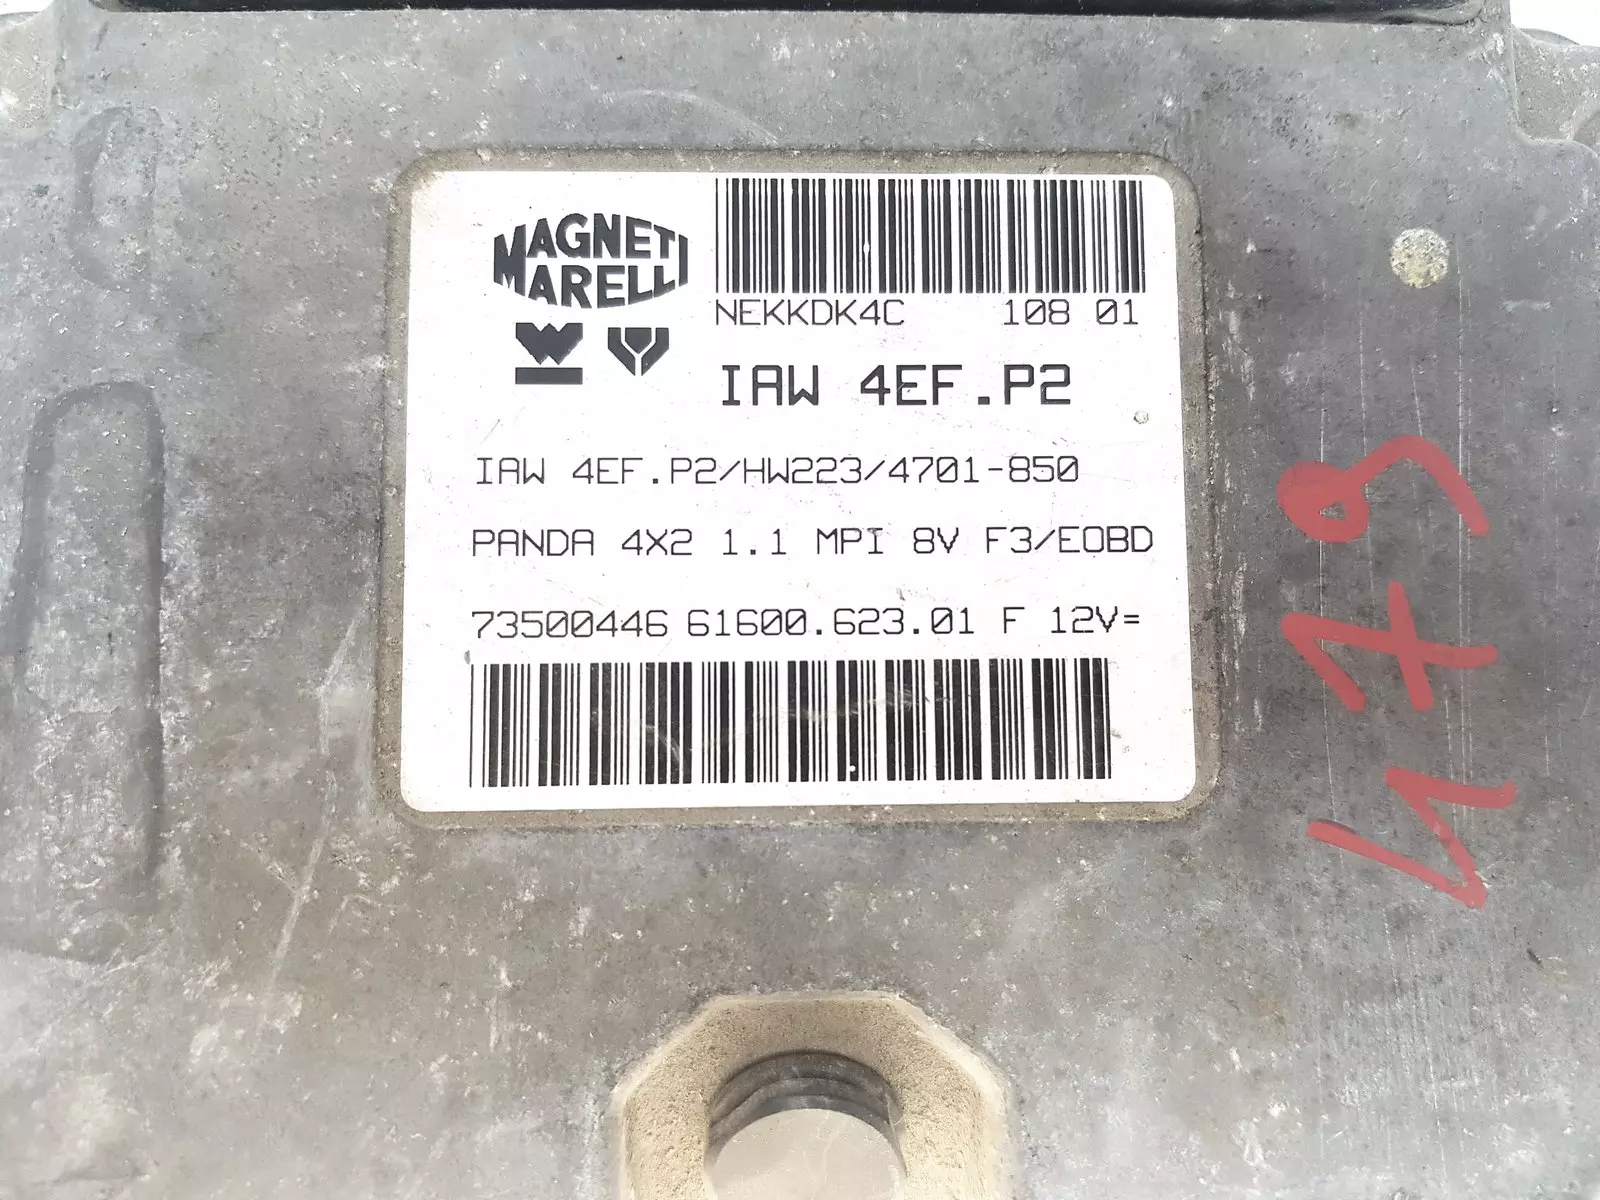 MAGNETI
MARELLI
NEKKDK4C 108 01
IAW 4EF.P2
IAW 4EF.P2/HW223/4701-850
PANDA 4X2 1.1 MPI 8V F3/EOBD
73500446 61600.623.01 F 12V=
479